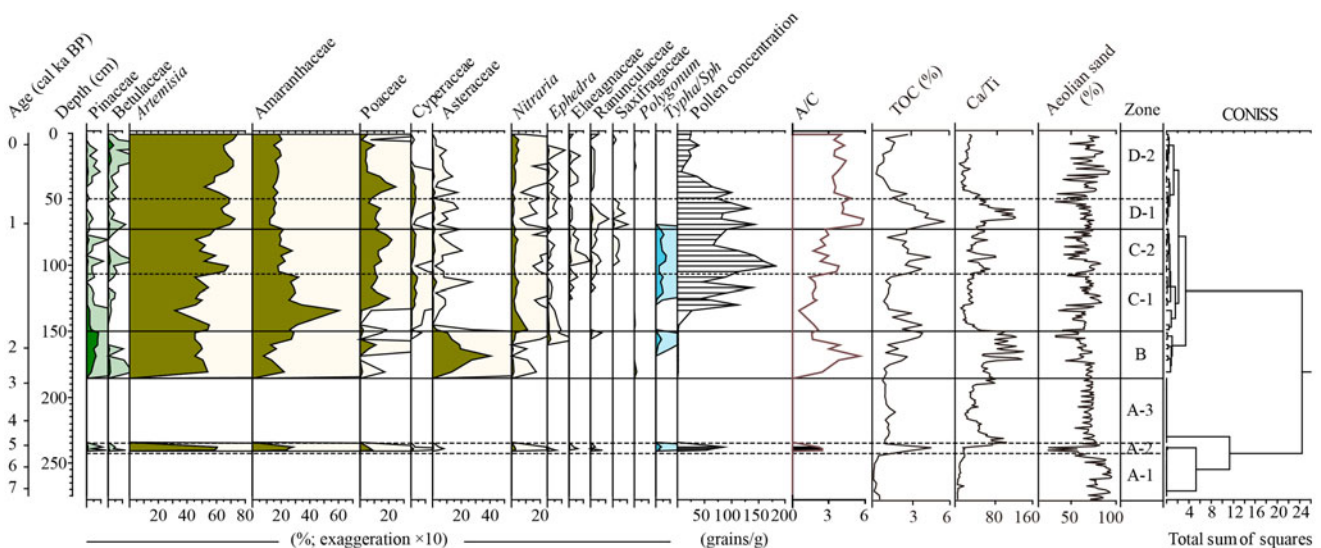 Age (cal ka BP)
Depth (cm)
Pinaceae
Betulaceae
Artemisia
Amaranthaceae
Poaceae
Cyperaceae
Asteraceae
Nitraria
Ephedra
Elaeagnaceae
Ranunculaceae
Saxifragaceae
Polygonum
Typha/Sph
Pollen concentration
A/C
TOC (%)
Ca/Ti
Aeolian sand
(%)
Zone
CONISS
0
1
2
3
4
5
6
7
0
50
100
150
200
250
D-2
D-1
C-2
C-1
B
A-3
A-2
A-1
20 40 60 80
20 40 60
20
20 40
20
50 100 150 200
3 6
3 6
80 160
50 100
4 8 12 16 20 24
(%; exaggeration ×10)
(grains/g)
Total sum of squares